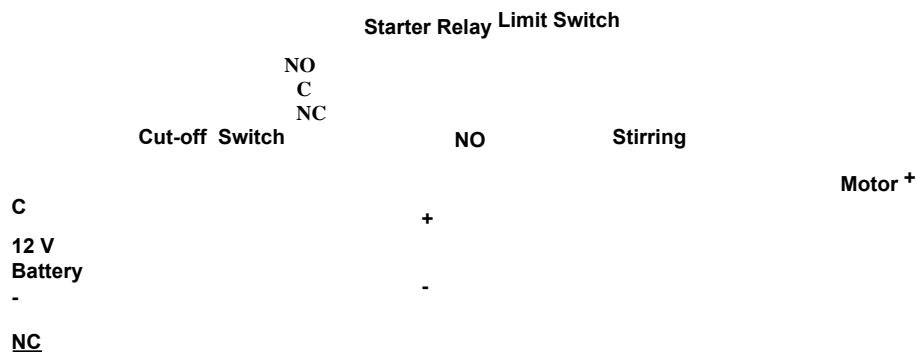 Starter Relay Limit Switch
NO
C
NC
Cut-off Switch NO Stirring
Motor +
C
+
12 V
Battery
-
-
NC